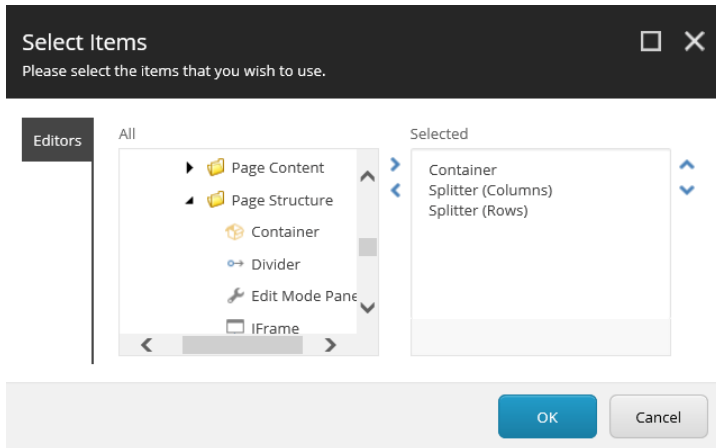 Select Items
Please select the items that you wish to use.
Editors
All
Page Content
Page Structure
Container
Divider
Edit Mode Pane
IFrame
Selected
Container
Splitter (Columns)
Splitter (Rows)
OK
Cancel